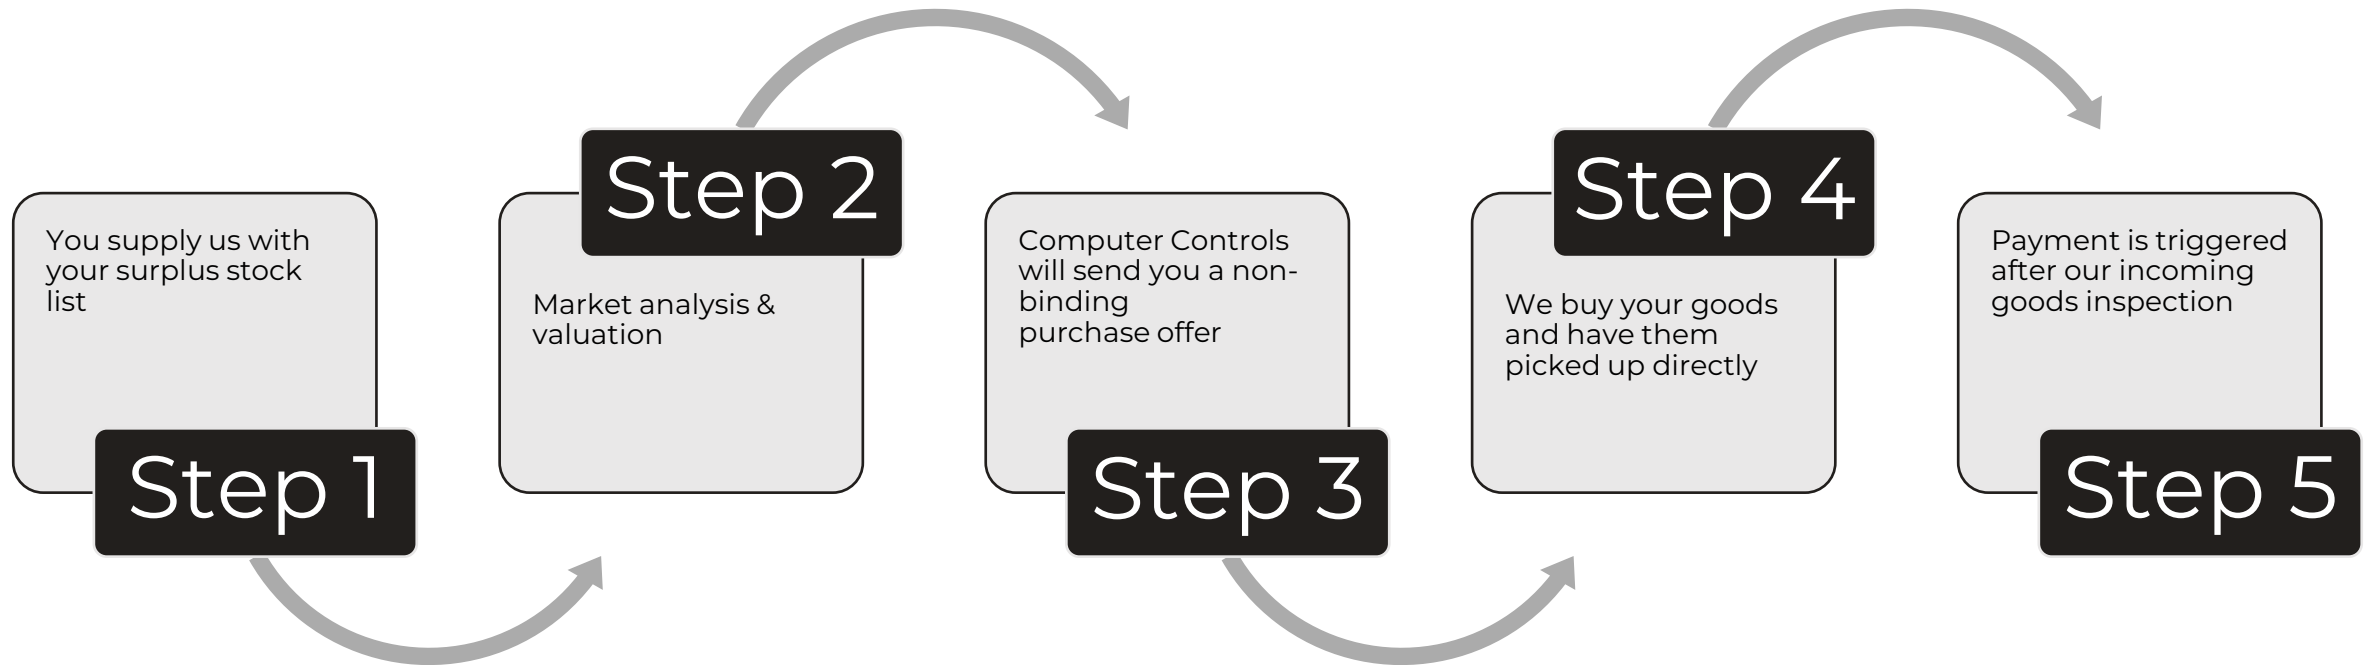 You supply us with
your surplus stock
list
Step 1
Step 2
Market analysis &
valuation
Computer Controls
will send you a non-
binding
purchase offer
Step 3
Step 4
We buy your goods
and have them
picked up directly
Payment is triggered
after our incoming
goods inspection
Step 5